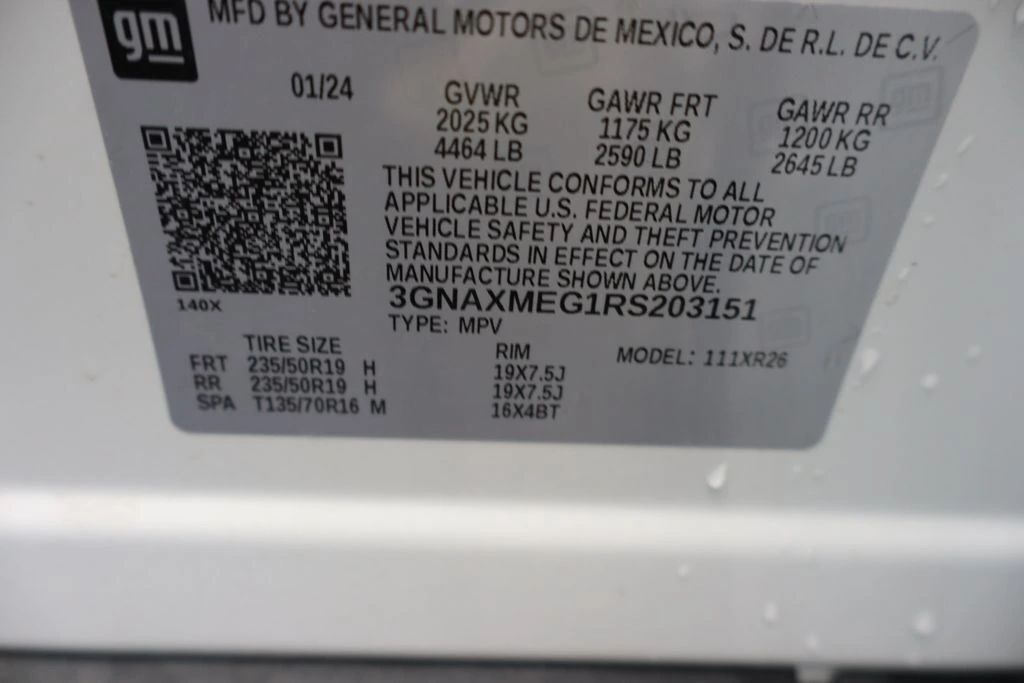 gm
MFD BY GENERAL MOTORS DE MEXICO, S. DE R.L. DE C.V.
01/24
GVWR
2025 KG
4464 LB
GAWR FRT
1175 KG
2590 LB
GAWR RR
1200 KG
2645 LB
THIS VEHICLE CONFORMS TO ALL
APPLICABLE U.S. FEDERAL MOTOR
VEHICLE SAFETY AND THEFT PREVENTION
STANDARDS IN EFFECT ON THE DATE OF
MANUFACTURE SHOWN ABOVE.
140X
3GNAXMEG1RS203151
TYPE: MPV
TIRE SIZE
RIM
MODEL: 111XR26
FRT 235/50R19 H 19X7.5J
RR 235/50R19 H 19X7.5J
SPA T135/70R16 M 16X4BT